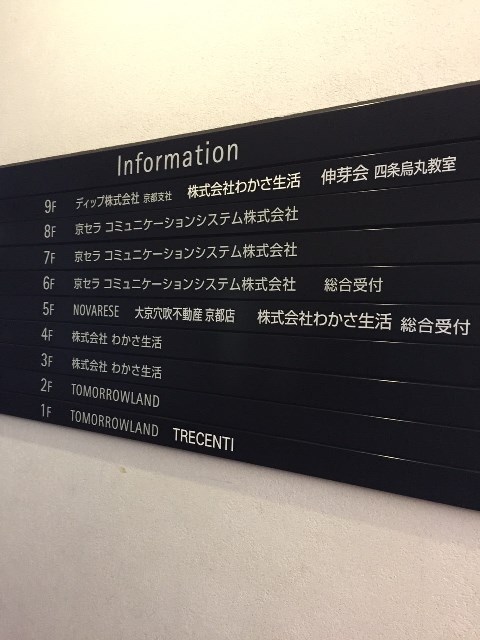 Information
9F ディップ株式会社 京都支社 株式会社わかさ生活 伸芽会 四条烏丸教室
8F 京セラ コミュニケーションシステム株式会社
7F 京セラ コミュニケーションシステム株式会社
6F 京セラ コミュニケーションシステム株式会社 総合受付
5F NOVARESE 大京穴吹不動産 京都店 株式会社わかさ生活 総合受付
4F 株式会社 わかさ生活
3F 株式会社 わかさ生活
2F TOMORROWLAND
1F TOMORROWLAND TRECENTI